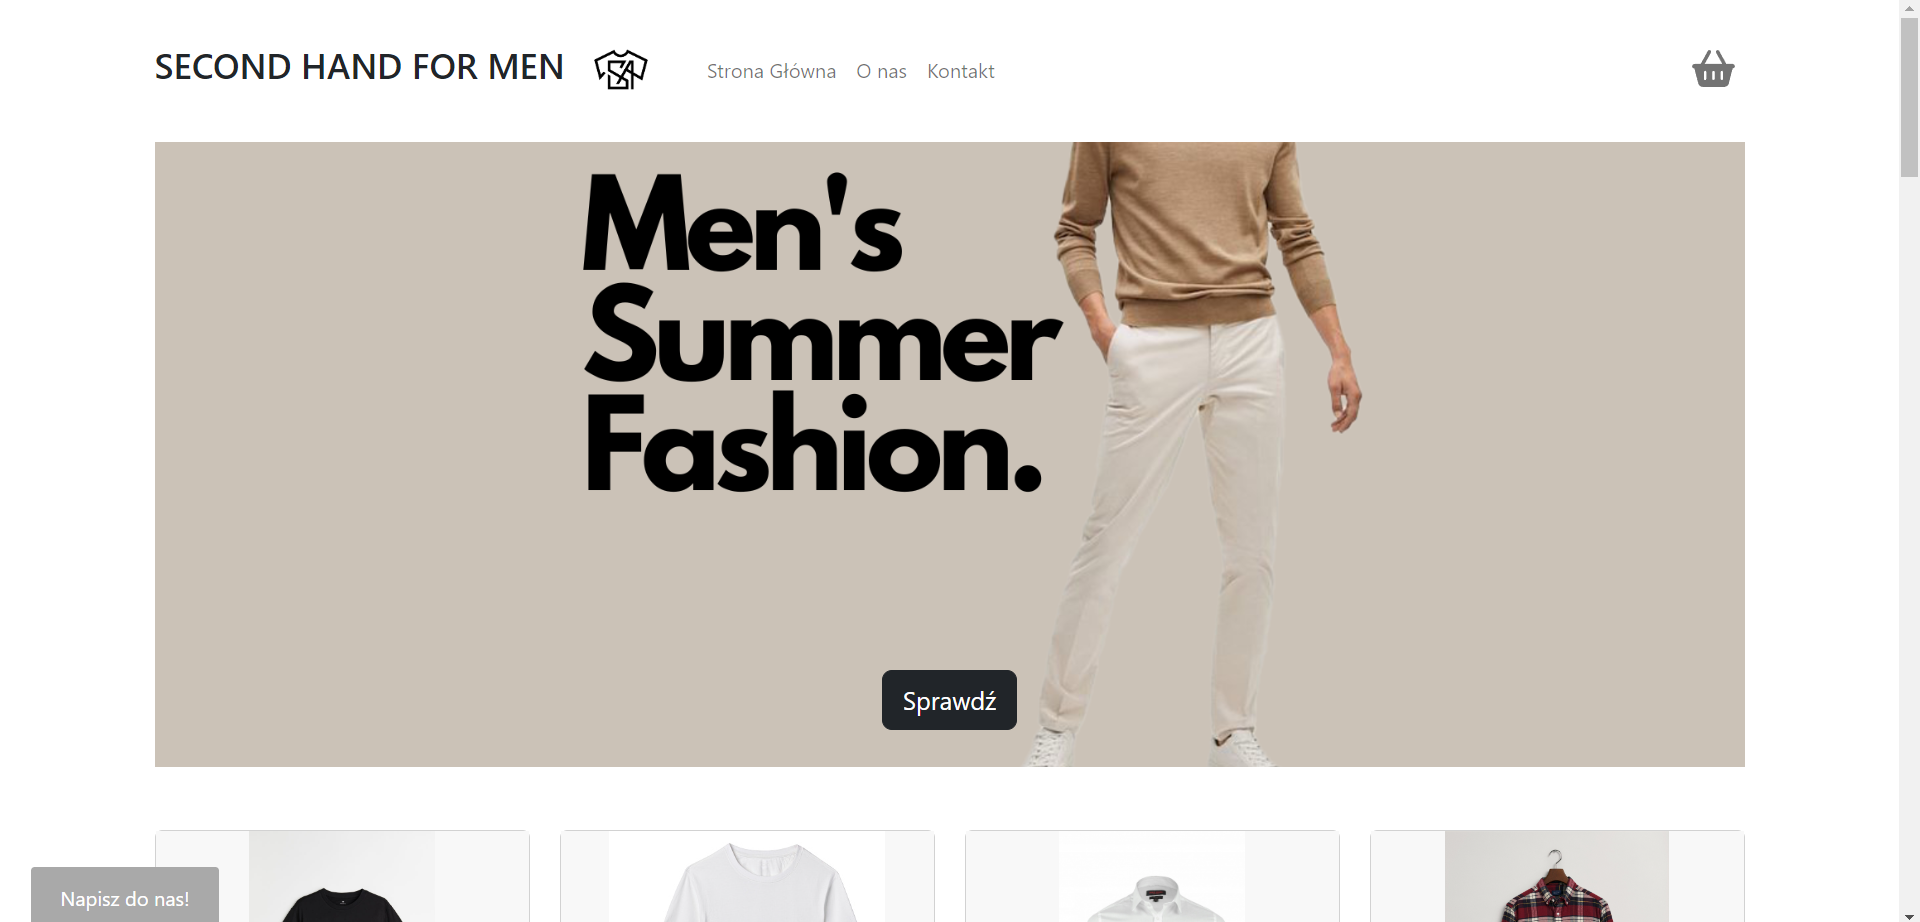 SECOND HAND FOR MEN
Strona Główna O nas Kontakt
Men's
Summer
Fashion.
Sprawdź
Napisz do nas!